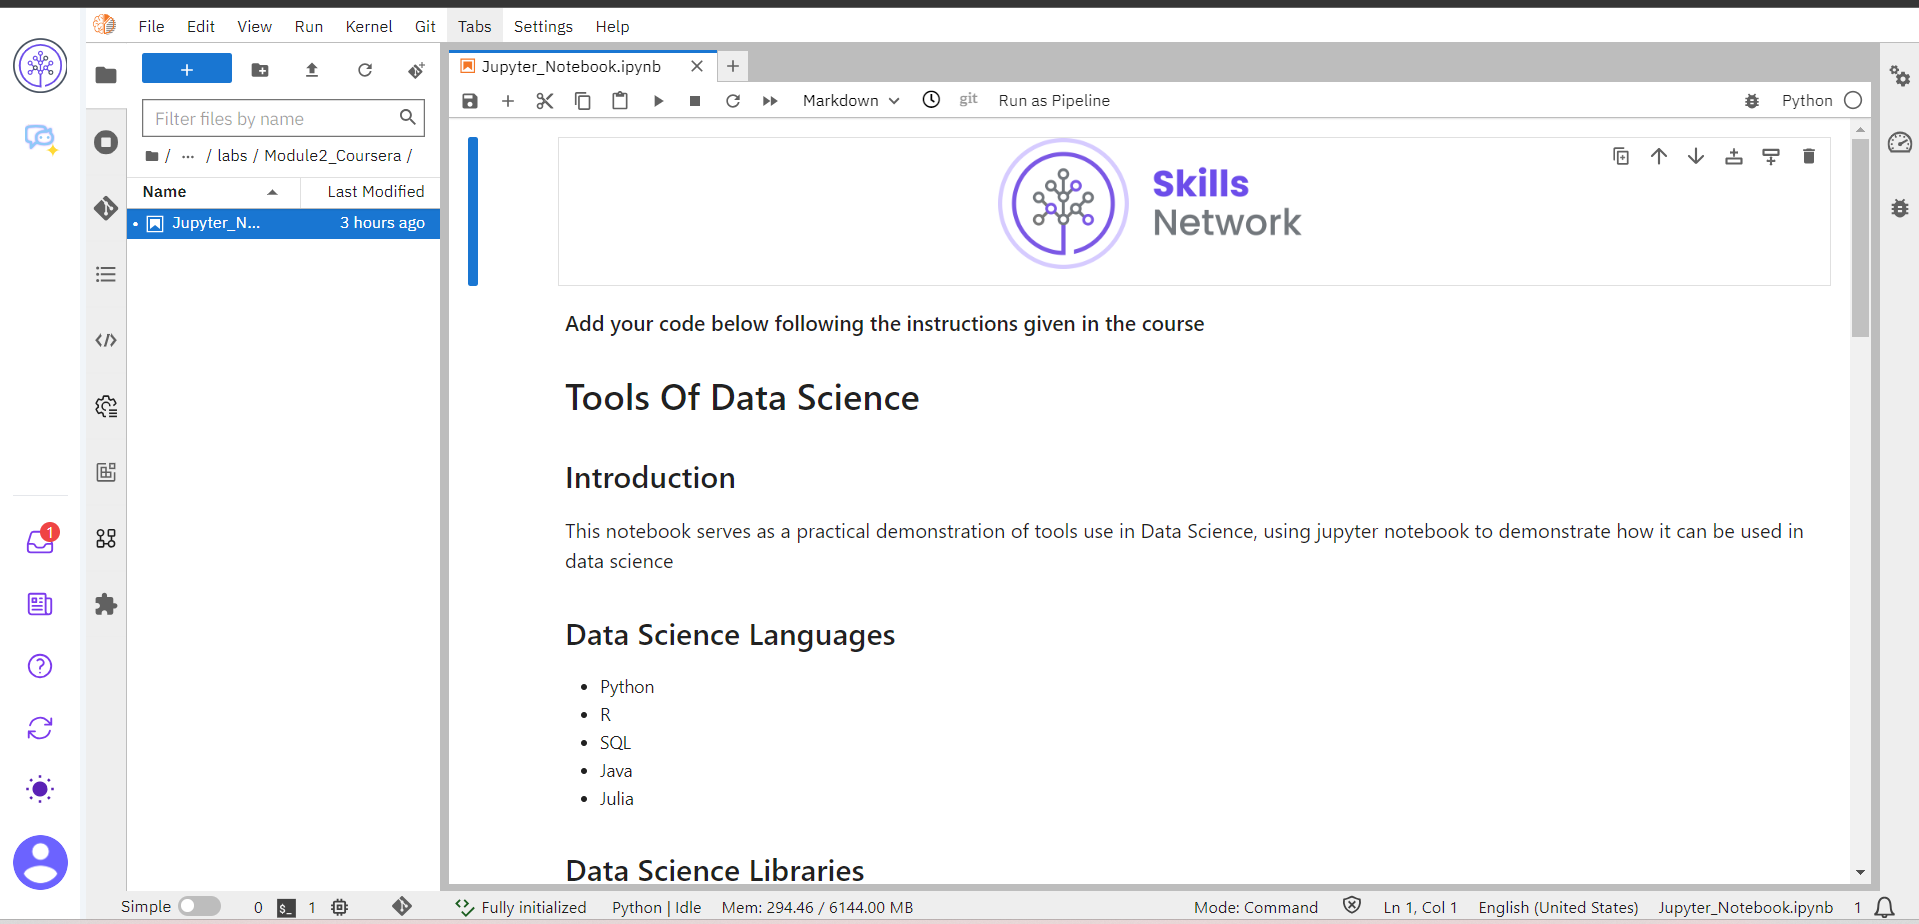 File Edit View Run Kernel Git Tabs Settings Help
+
Filter files by name
/ ... / labs / Module2_Coursera /
Name Last Modified
Jupyter_N... 3 hours ago
Jupyter_Notebook.ipynb
Markdown git Run as Pipeline Python
Skills
Network
Add your code below following the instructions given in the course
Tools Of Data Science
Introduction
This notebook serves as a practical demonstration of tools use in Data Science, using jupyter notebook to demonstrate how it can be used in
data science
Data Science Languages
• Python
• R
• SQL
• Java
• Julia
Data Science Libraries
1
Simple 0 $_ 1 Fully initialized Python | Idle Mem: 294.46 / 6144.00 MB Mode: Command Ln 1, Col 1 English (United States) Jupyter_Notebook.ipynb 1